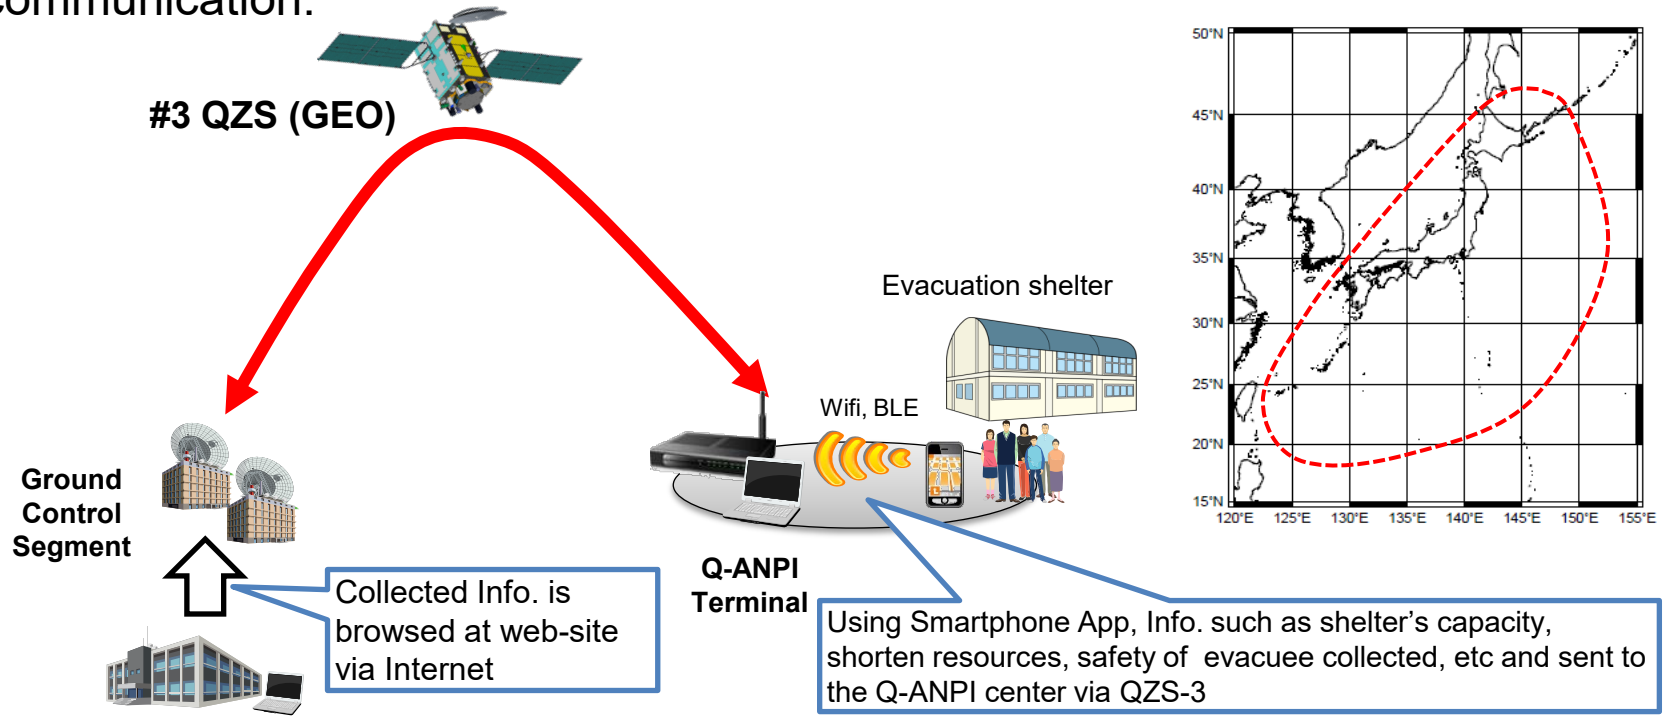 communication.
#3 QZS (GEO)
Evacuation shelter
Wifi, BLE
Ground
Control
Segment
Q-ANPI
Terminal
Collected Info. is
browsed at web-site
via Internet
Using Smartphone App, Info. such as shelter's capacity,
shorten resources, safety of evacuee collected, etc and sent to
the Q-ANPI center via QZS-3
50°N
45°N
40°N
35°N
30°N
25°N
20°N
15°N
120°E 125°E 130°E 135°E 140°E 145°E 150°E 155°E